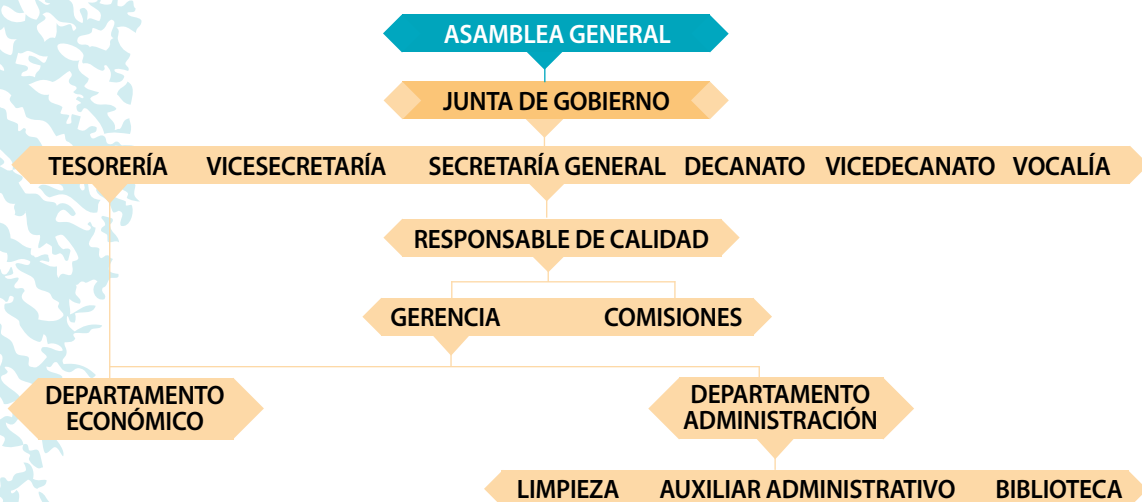 ASAMBLEA GENERAL
JUNTA DE GOBIERNO
TESORERÍA VICESECRETARÍA SECRETARÍA GENERAL DECANATO VICEDECANATO VOCALÍA
RESPONSABLE DE CALIDAD
GERENCIA COMISIONES
DEPARTAMENTO
ECONÓMICO
DEPARTAMENTO
ADMINISTRACIÓN
LIMPIEZA AUXILIAR ADMINISTRATIVO BIBLIOTECA